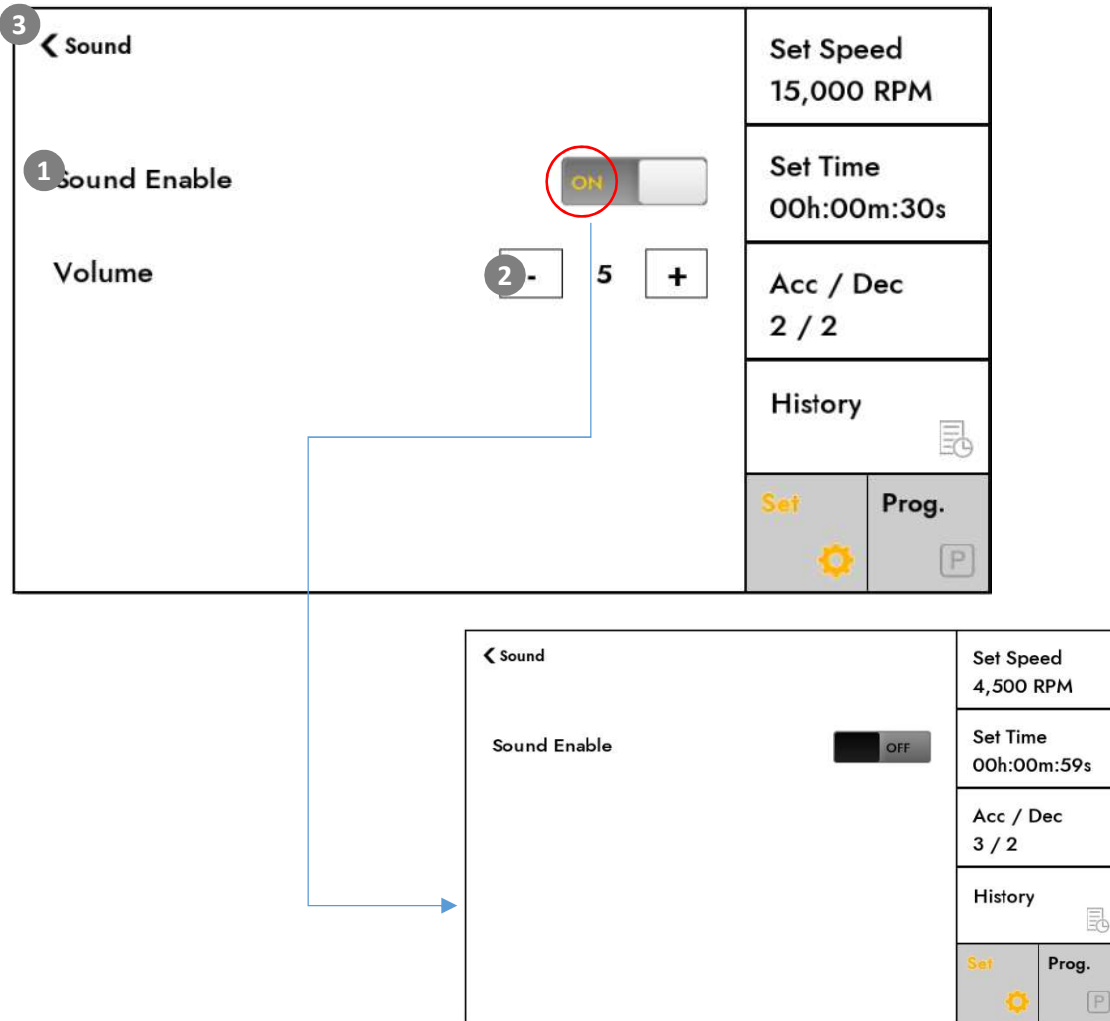 3
Sound
Set Speed
15,000 RPM
1
Sound Enable
ON
Set Time
00h:00m:30s
Volume
2
- 5 +
Acc / Dec
2 / 2
History
Set
Prog.
P
Sound
Set Speed
4,500 RPM
Sound Enable
OFF
Set Time
00h:00m:59s
Acc / Dec
3 / 2
History
Set
Prog.
P